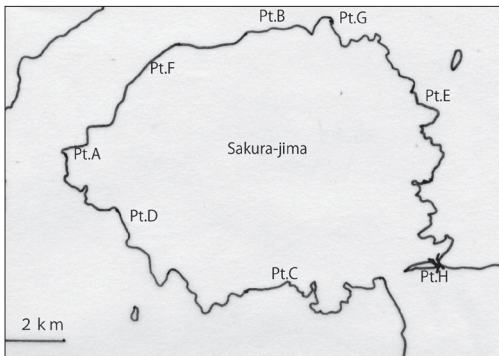 Pt.B
Pt.G
Pt.F
Pt.E
Pt.A
Sakura-jima
Pt.D
Pt.C
Pt.H
2 km